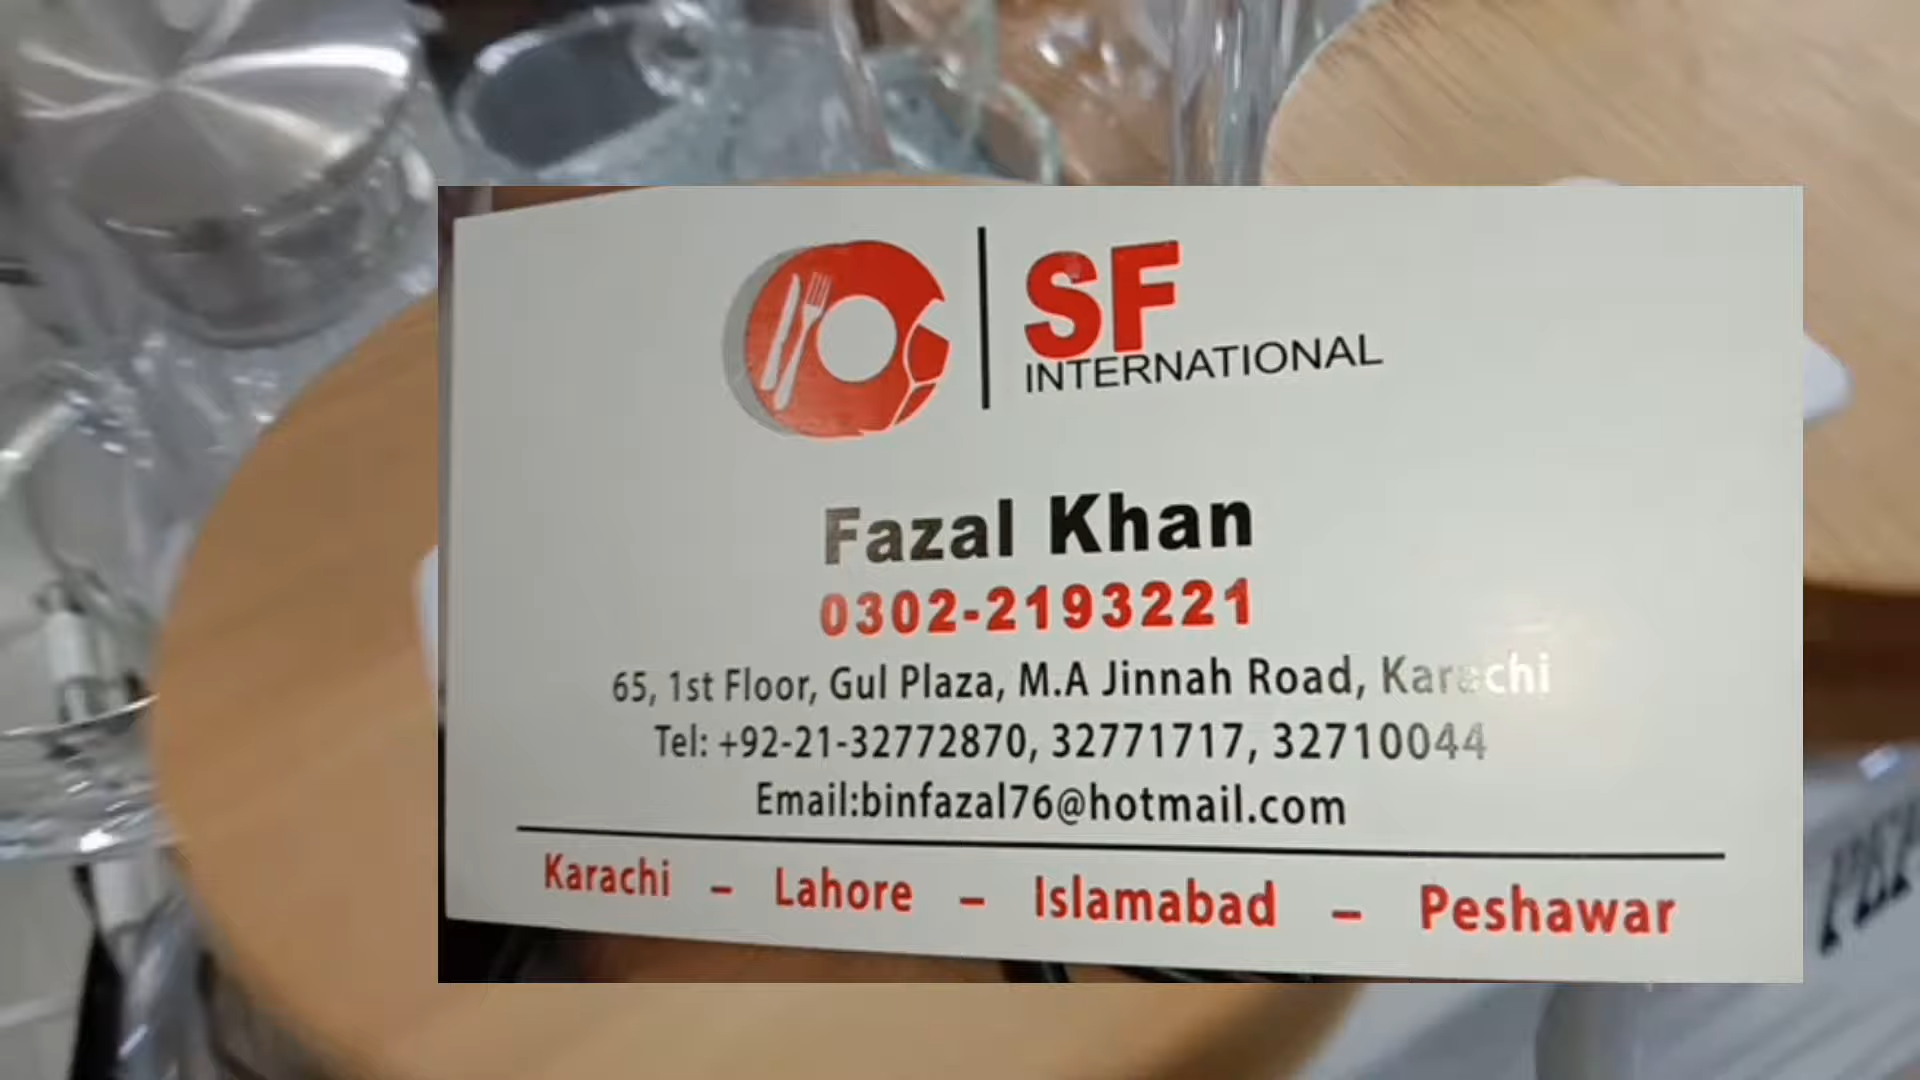 SF
INTERNATIONAL
Fazal Khan
0302-2193221
65, 1st Floor, Gul Plaza, M.A Jinnah Road, Karachi
Tel: +92-21-32772870, 32771717, 32710044
Email:binfazal76@hotmail.com
Karachi – Lahore – Islamabad – Peshawar